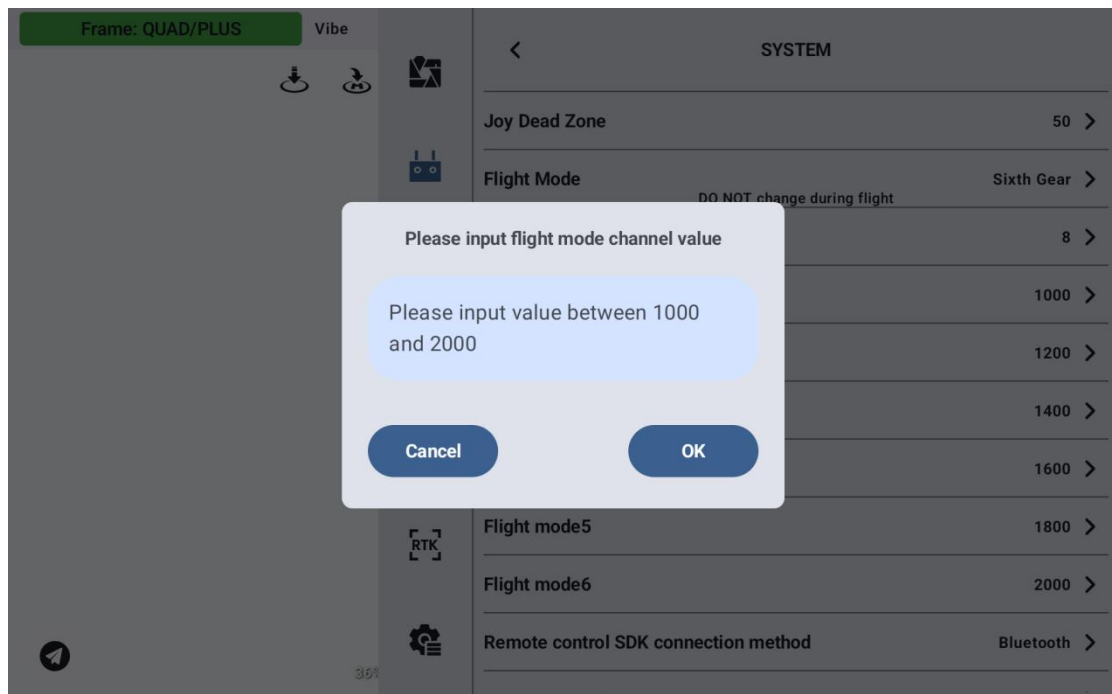 Frame: QUAD/PLUS
Vibe
SYSTEM
Joy Dead Zone
50
Flight Mode
Sixth Gear
DO NOT change during flight
8
1000
1200
1400
1600
Please input flight mode channel value
Please input value between 1000
and 2000
Cancel
OK
RTK
Flight mode5
1800
Flight mode6
2000
Remote control SDK connection method
Bluetooth